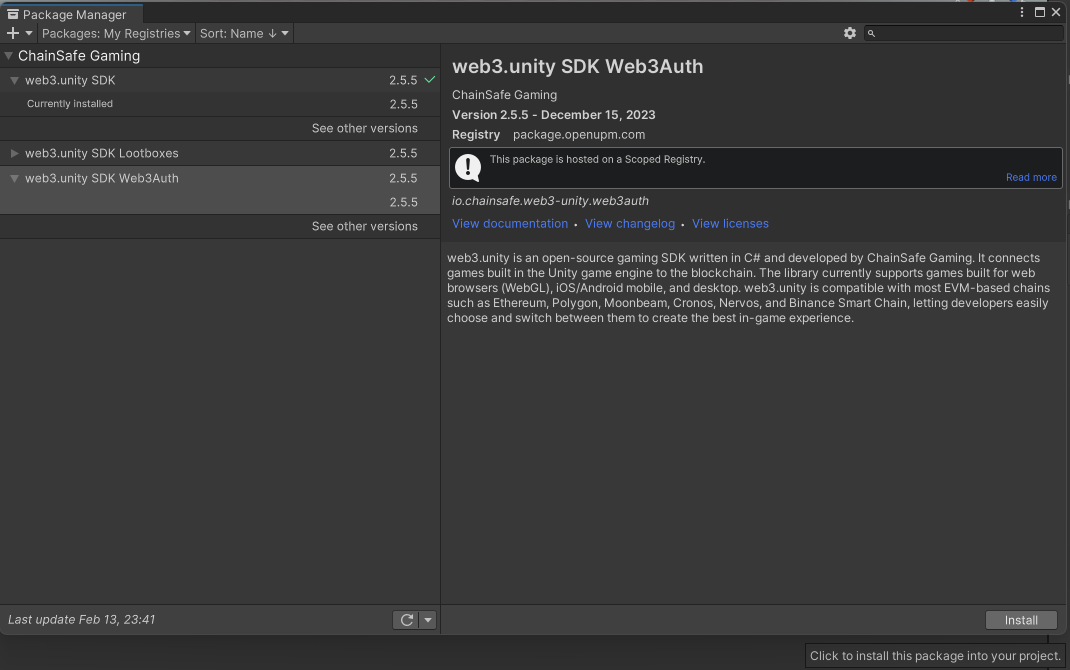 Package Manager
Packages: My Registries
Sort: Name ↓
ChainSafe Gaming
web3.unity SDK 2.5.5
Currently installed 2.5.5
See other versions
web3.unity SDK Lootboxes 2.5.5
web3.unity SDK Web3Auth 2.5.5
2.5.5
See other versions
Last update Feb 13, 23:41
web3.unity SDK Web3Auth
ChainSafe Gaming
Version 2.5.5 - December 15, 2023
Registry package.openupm.com
This package is hosted on a Scoped Registry.
Read more
io.chainsafe.web3-unity.web3auth
View documentation • View changelog • View licenses
web3.unity is an open-source gaming SDK written in C# and developed by ChainSafe Gaming. It connects
games built in the Unity game engine to the blockchain. The library currently supports games built for web
browsers (WebGL), iOS/Android mobile, and desktop. web3.unity is compatible with most EVM-based chains
such as Ethereum, Polygon, Moonbeam, Cronos, Nervos, and Binance Smart Chain, letting developers easily
choose and switch between them to create the best in-game experience.
Install
Click to install this package into your project.